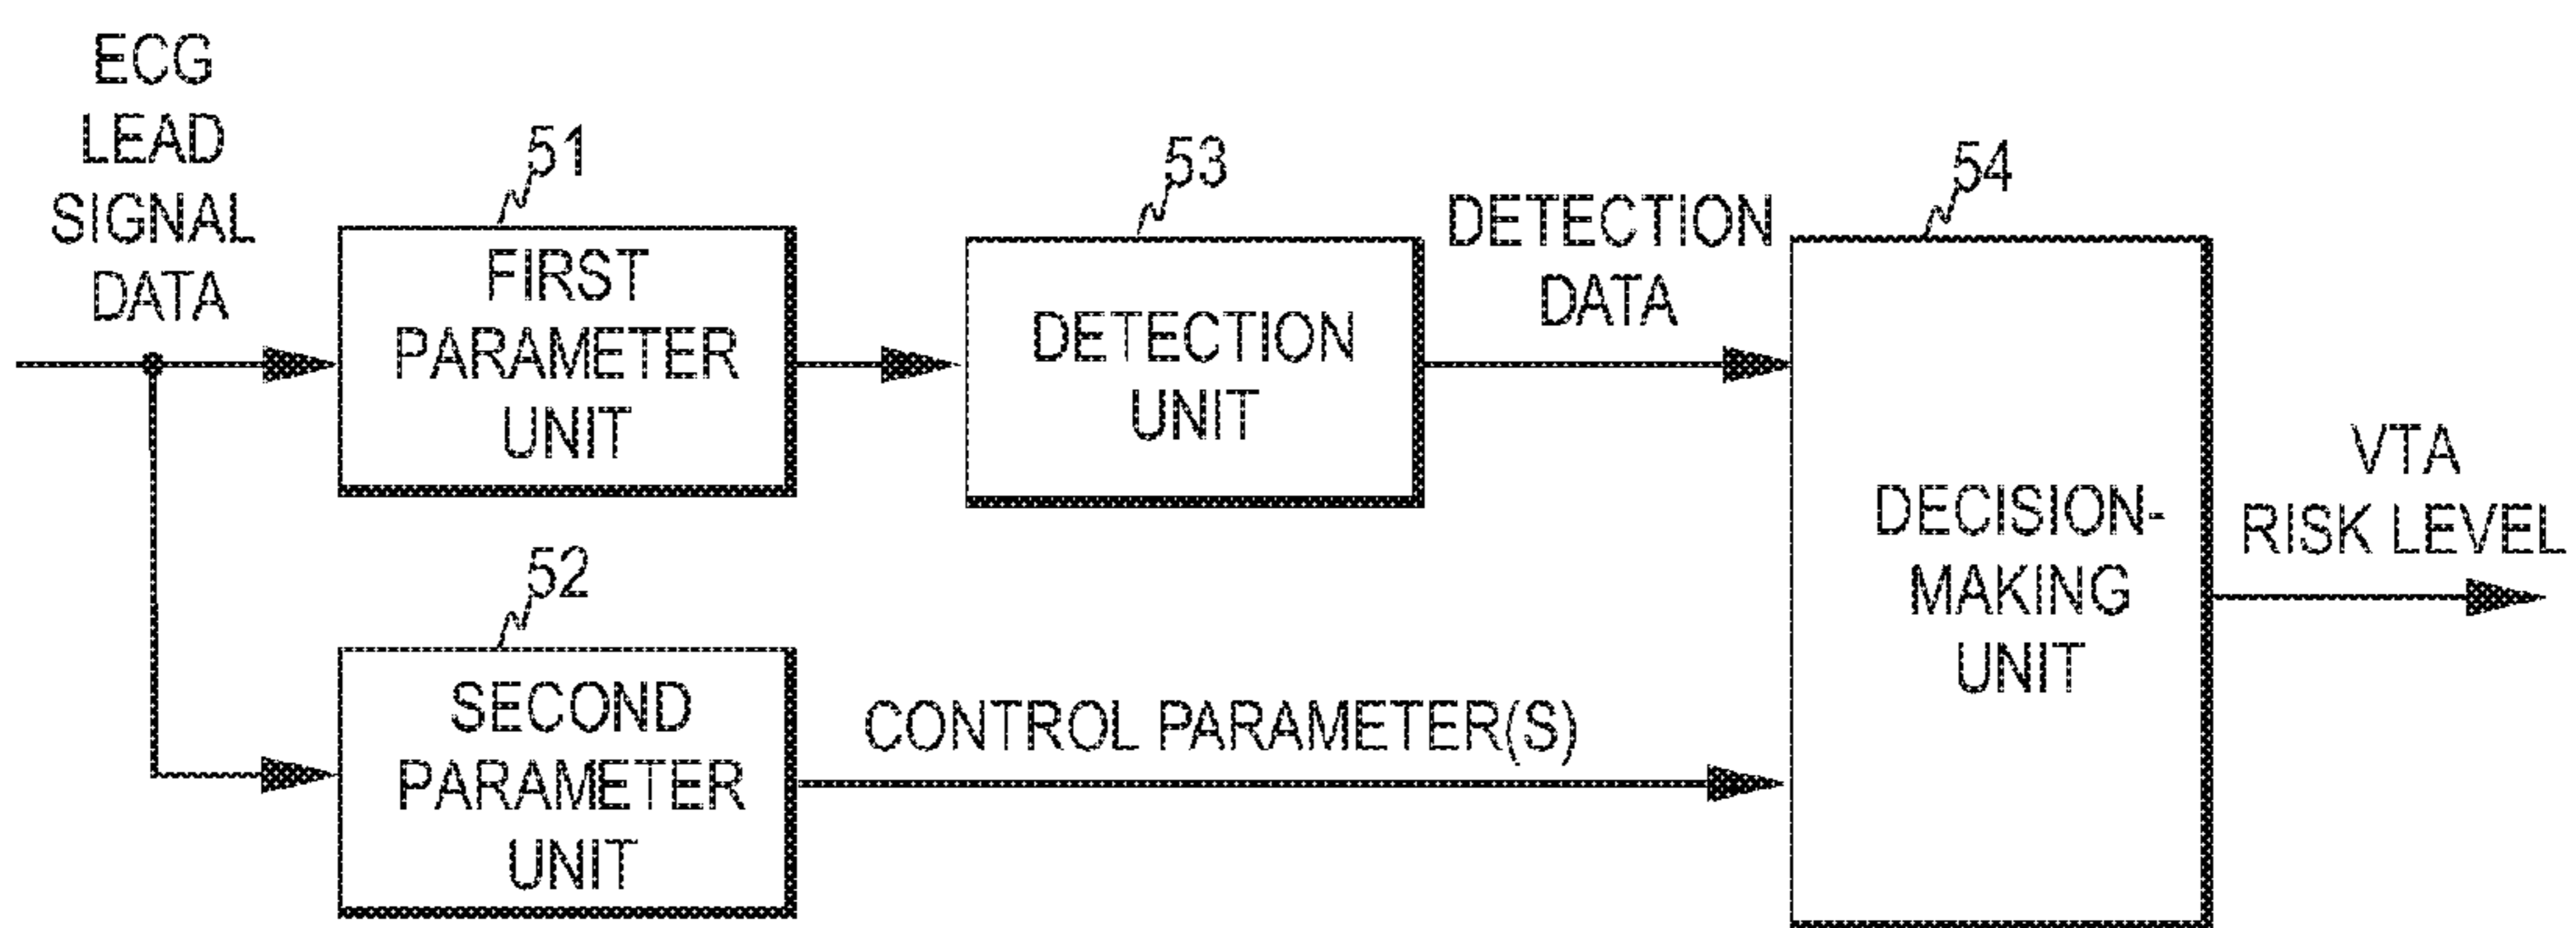 ECG
LEAD
SIGNAL
DATA
51
FIRST
PARAMETER
UNIT
53
DETECTION
UNIT
DETECTION
DATA
54
DECISION-
MAKING
UNIT
VTA
RISK LEVEL
52
SECOND
PARAMETER
UNIT
CONTROL PARAMETER(S)